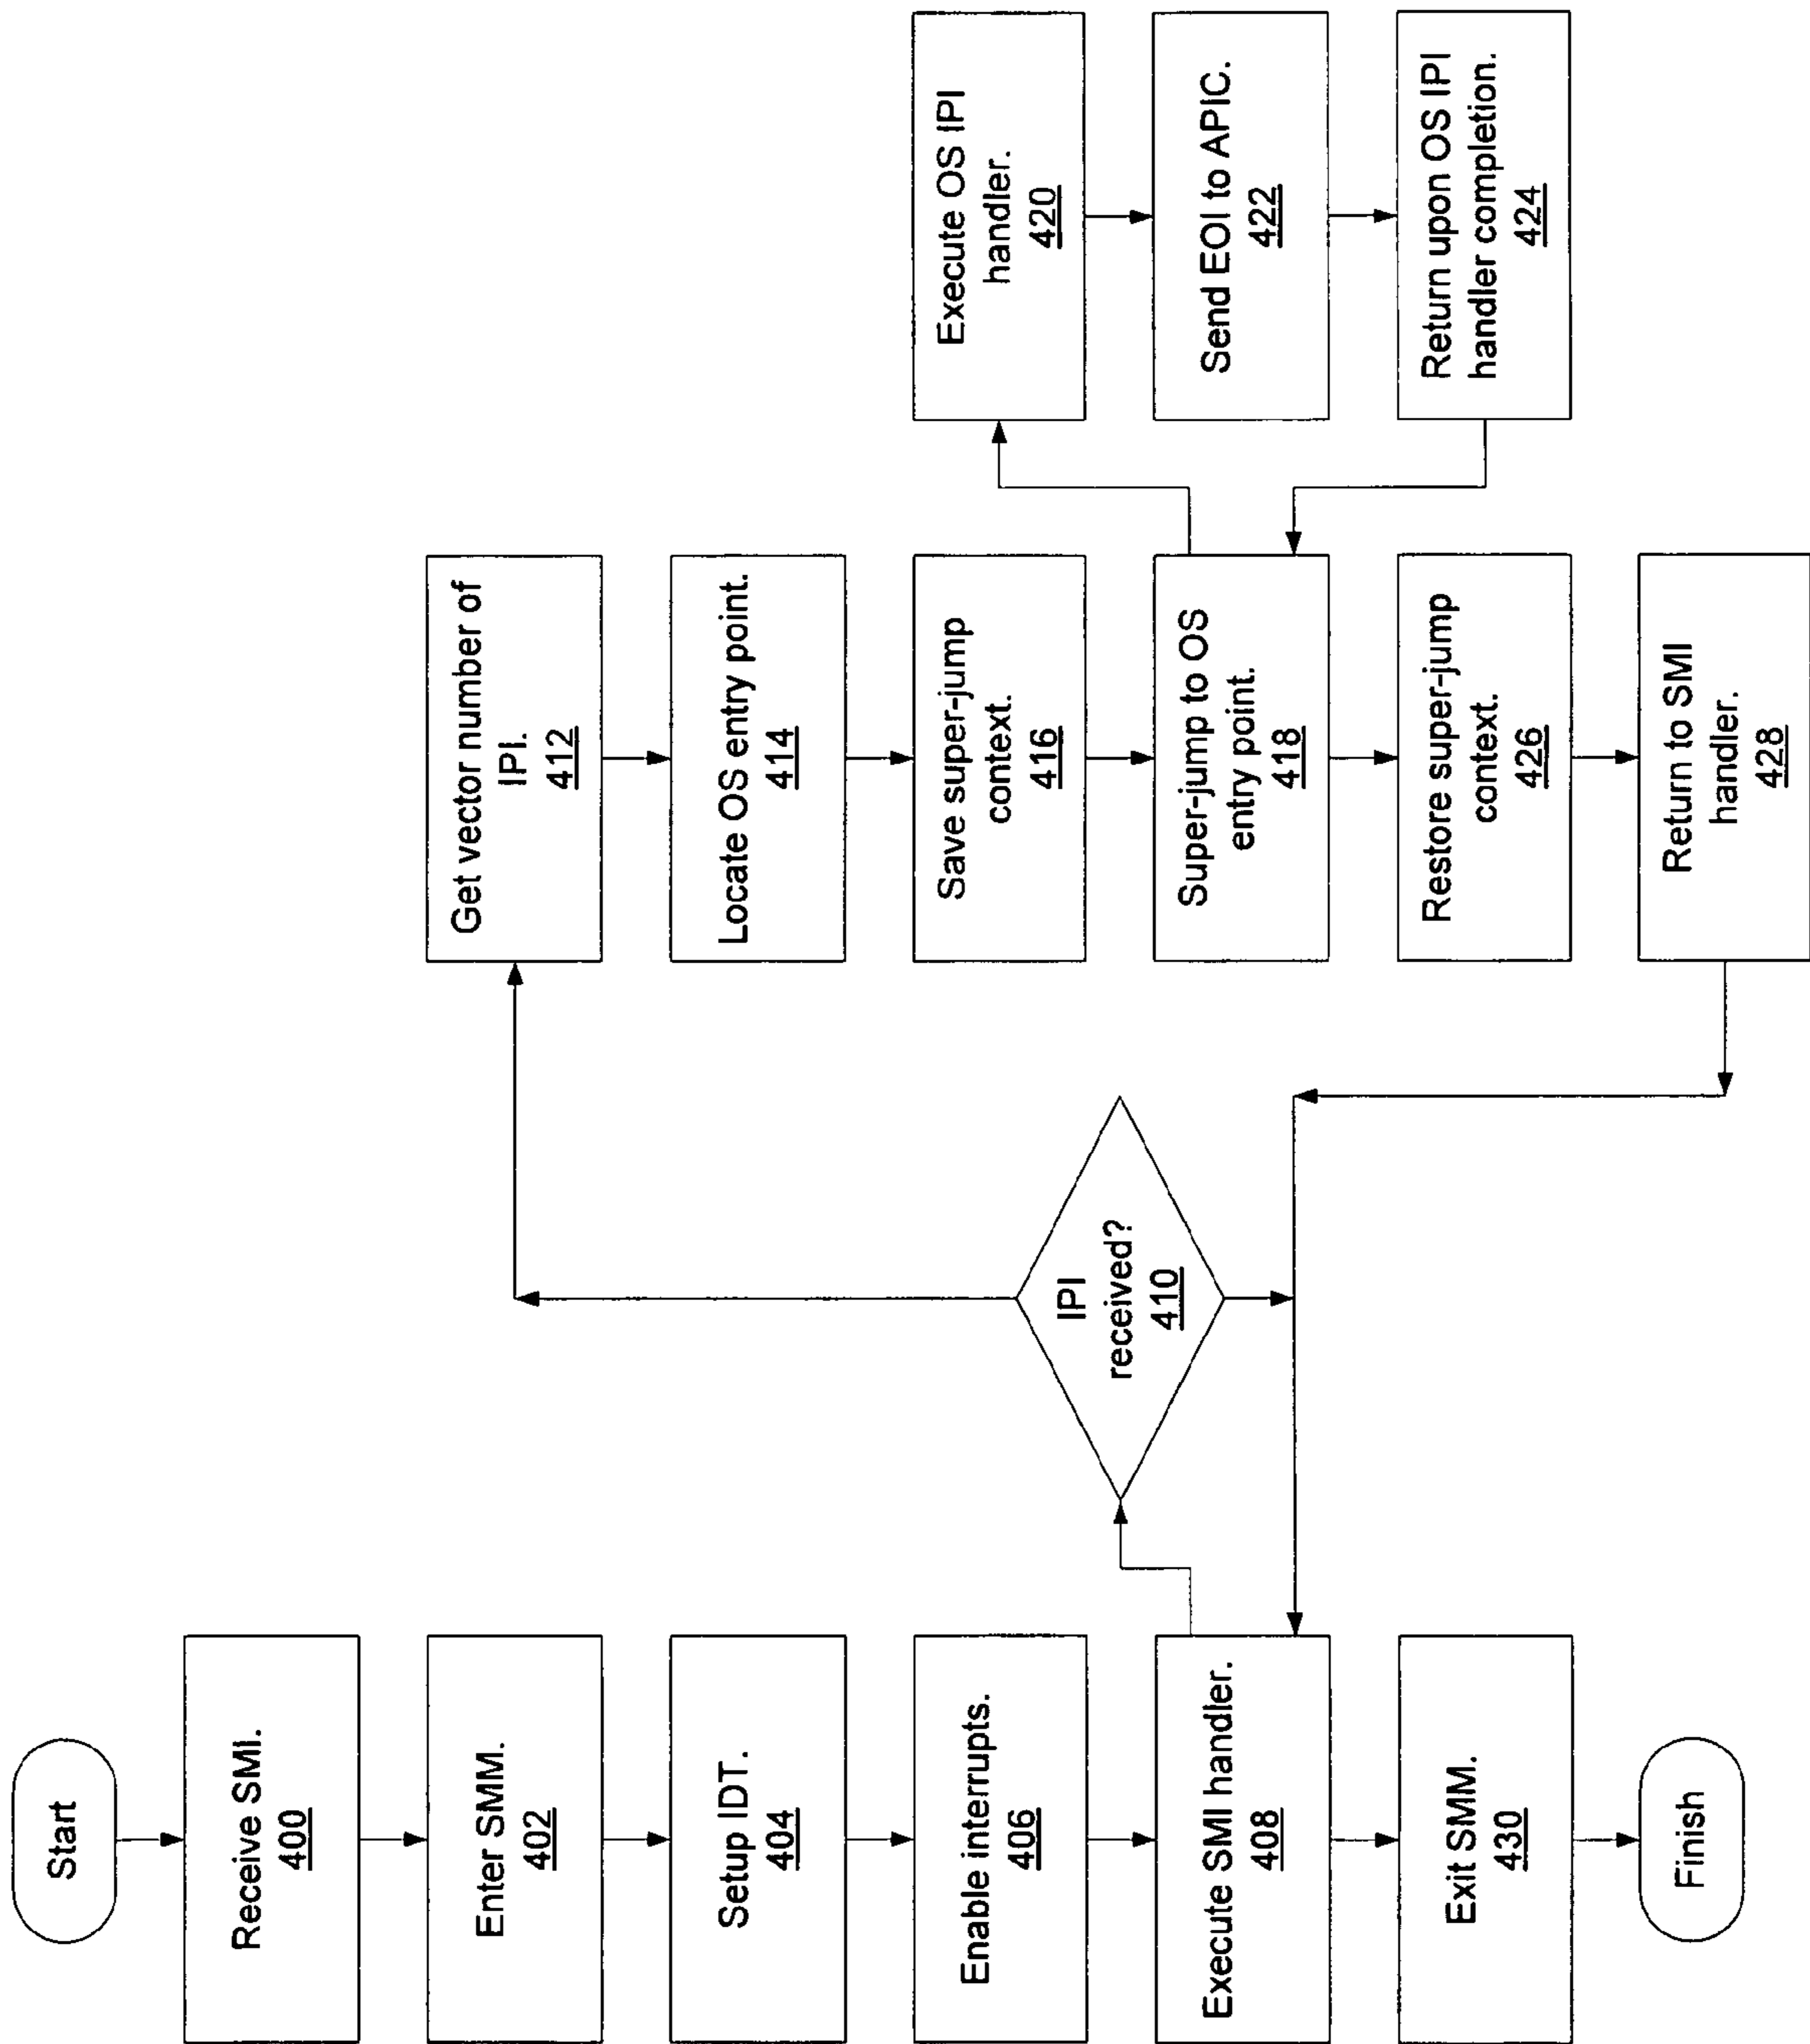 Start
Receive SMI.
400
Enter SMM.
402
Setup IDT.
404
Enable interrupts.
406
Execute SMI handler.
408
Exit SMM.
430
Finish
IPI
received?
410
Get vector number of
IPI.
412
Locate OS entry point.
414
Save super-jump
context.
416
Super-jump to OS
entry point.
418
Restore super-jump
context.
426
Return to SMI
handler.
428
Execute OS IPI
handler.
420
Send EOI to APIC.
422
Return upon OS IPI
handler completion.
424